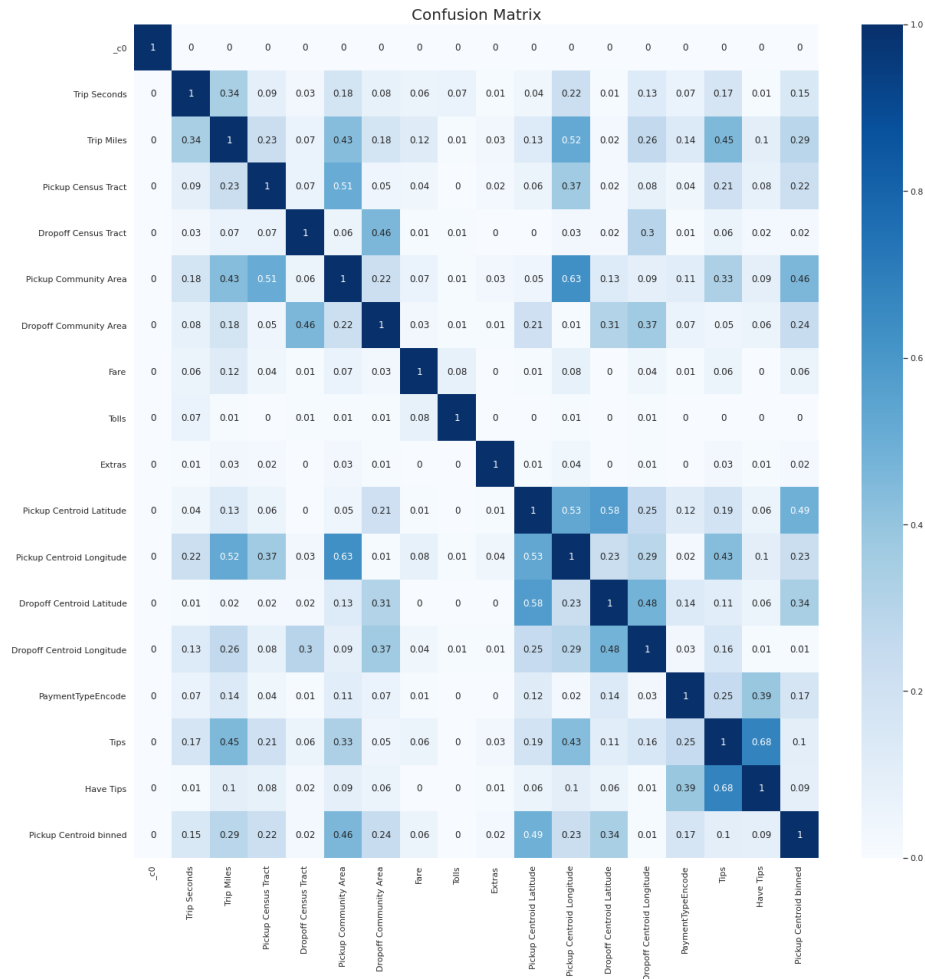 Confusion Matrix
_c0 1 0 0 0 0 0 0 0 0 0 0 0 0 0 0 0 0 0
Trip Seconds 0 1 0.34 0.09 0.03 0.18 0.08 0.06 0.07 0.01 0.04 0.22 0.01 0.13 0.07 0.17 0.01 0.15
Trip Miles 0 0.34 1 0.23 0.07 0.43 0.18 0.12 0.01 0.03 0.13 0.52 0.02 0.26 0.14 0.45 0.1 0.29
Pickup Census Tract 0 0.09 0.23 1 0.07 0.51 0.05 0.04 0 0.02 0.06 0.37 0.02 0.08 0.04 0.21 0.08 0.22
Dropoff Census Tract 0 0.03 0.07 0.07 1 0.06 0.46 0.01 0.01 0 0 0.03 0.02 0.3 0.01 0.06 0.02 0.02
Pickup Community Area 0 0.18 0.43 0.51 0.06 1 0.22 0.07 0.01 0.03 0.05 0.63 0.13 0.09 0.11 0.33 0.09 0.46
Dropoff Community Area 0 0.08 0.18 0.05 0.46 0.22 1 0.03 0.01 0.01 0.21 0.01 0.31 0.37 0.07 0.05 0.06 0.24
Fare 0 0.06 0.12 0.04 0.01 0.07 0.03 1 0.08 0 0.01 0.08 0 0.04 0.01 0.06 0 0.06
Tolls 0 0.07 0.01 0 0.01 0.01 0.01 0.08 1 0 0 0.01 0 0.01 0 0 0 0
Extras 0 0.01 0.03 0.02 0 0.03 0.01 0 0 1 0.01 0.04 0 0.01 0 0.03 0.01 0.02
Pickup Centroid Latitude 0 0.04 0.13 0.06 0 0.05 0.21 0.01 0 0.01 1 0.53 0.58 0.25 0.12 0.19 0.06 0.49
Pickup Centroid Longitude 0 0.22 0.52 0.37 0.03 0.63 0.01 0.08 0.01 0.04 0.53 1 0.23 0.29 0.02 0.43 0.1 0.23
Dropoff Centroid Latitude 0 0.01 0.02 0.02 0.02 0.13 0.31 0 0 0 0.58 0.23 1 0.48 0.14 0.11 0.06 0.34
Dropoff Centroid Longitude 0 0.13 0.26 0.08 0.3 0.09 0.37 0.04 0.01 0.01 0.25 0.29 0.48 1 0.03 0.16 0.01 0.01
PaymentTypeEncode 0 0.07 0.14 0.04 0.01 0.11 0.07 0.01 0 0 0.12 0.02 0.14 0.03 1 0.25 0.39 0.17
Tips 0 0.17 0.45 0.21 0.06 0.33 0.05 0.06 0 0.03 0.19 0.43 0.11 0.16 0.25 1 0.68 0.1
Have Tips 0 0.01 0.1 0.08 0.02 0.09 0.06 0 0 0.01 0.06 0.1 0.06 0.01 0.39 0.68 1 0.09
Pickup Centroid binned 0 0.15 0.29 0.22 0.02 0.46 0.24 0.06 0 0.02 0.49 0.23 0.34 0.01 0.17 0.1 0.09 1
_c0
Trip Seconds
Trip Miles
Pickup Census Tract
Dropoff Census Tract
Pickup Community Area
Dropoff Community Area
Fare
Tolls
Extras
Pickup Centroid Latitude
Pickup Centroid Longitude
Dropoff Centroid Latitude
Dropoff Centroid Longitude
PaymentTypeEncode
Tips
Have Tips
Pickup Centroid binned
1.0
0.8
0.6
0.4
0.2
0.0